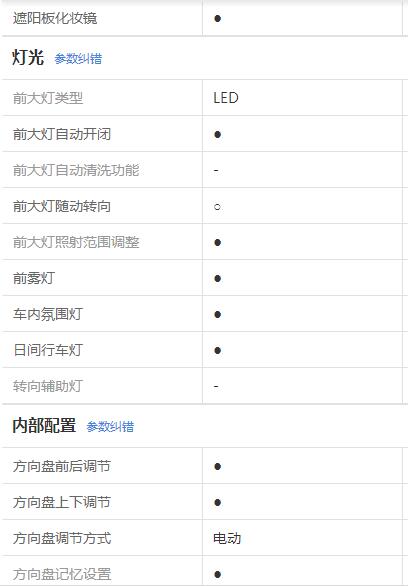 遮阳板化妆镜 ●
灯光 参数纠错
前大灯类型 LED
前大灯自动开闭 ●
前大灯自动清洗功能 -
前大灯随动转向 ○
前大灯照射范围调整 ●
前雾灯 ●
车内氛围灯 ●
日间行车灯 ●
转向辅助灯 -
内部配置 参数纠错
方向盘前后调节 ●
方向盘上下调节 ●
方向盘调节方式 电动
方向盘记忆设置 ●